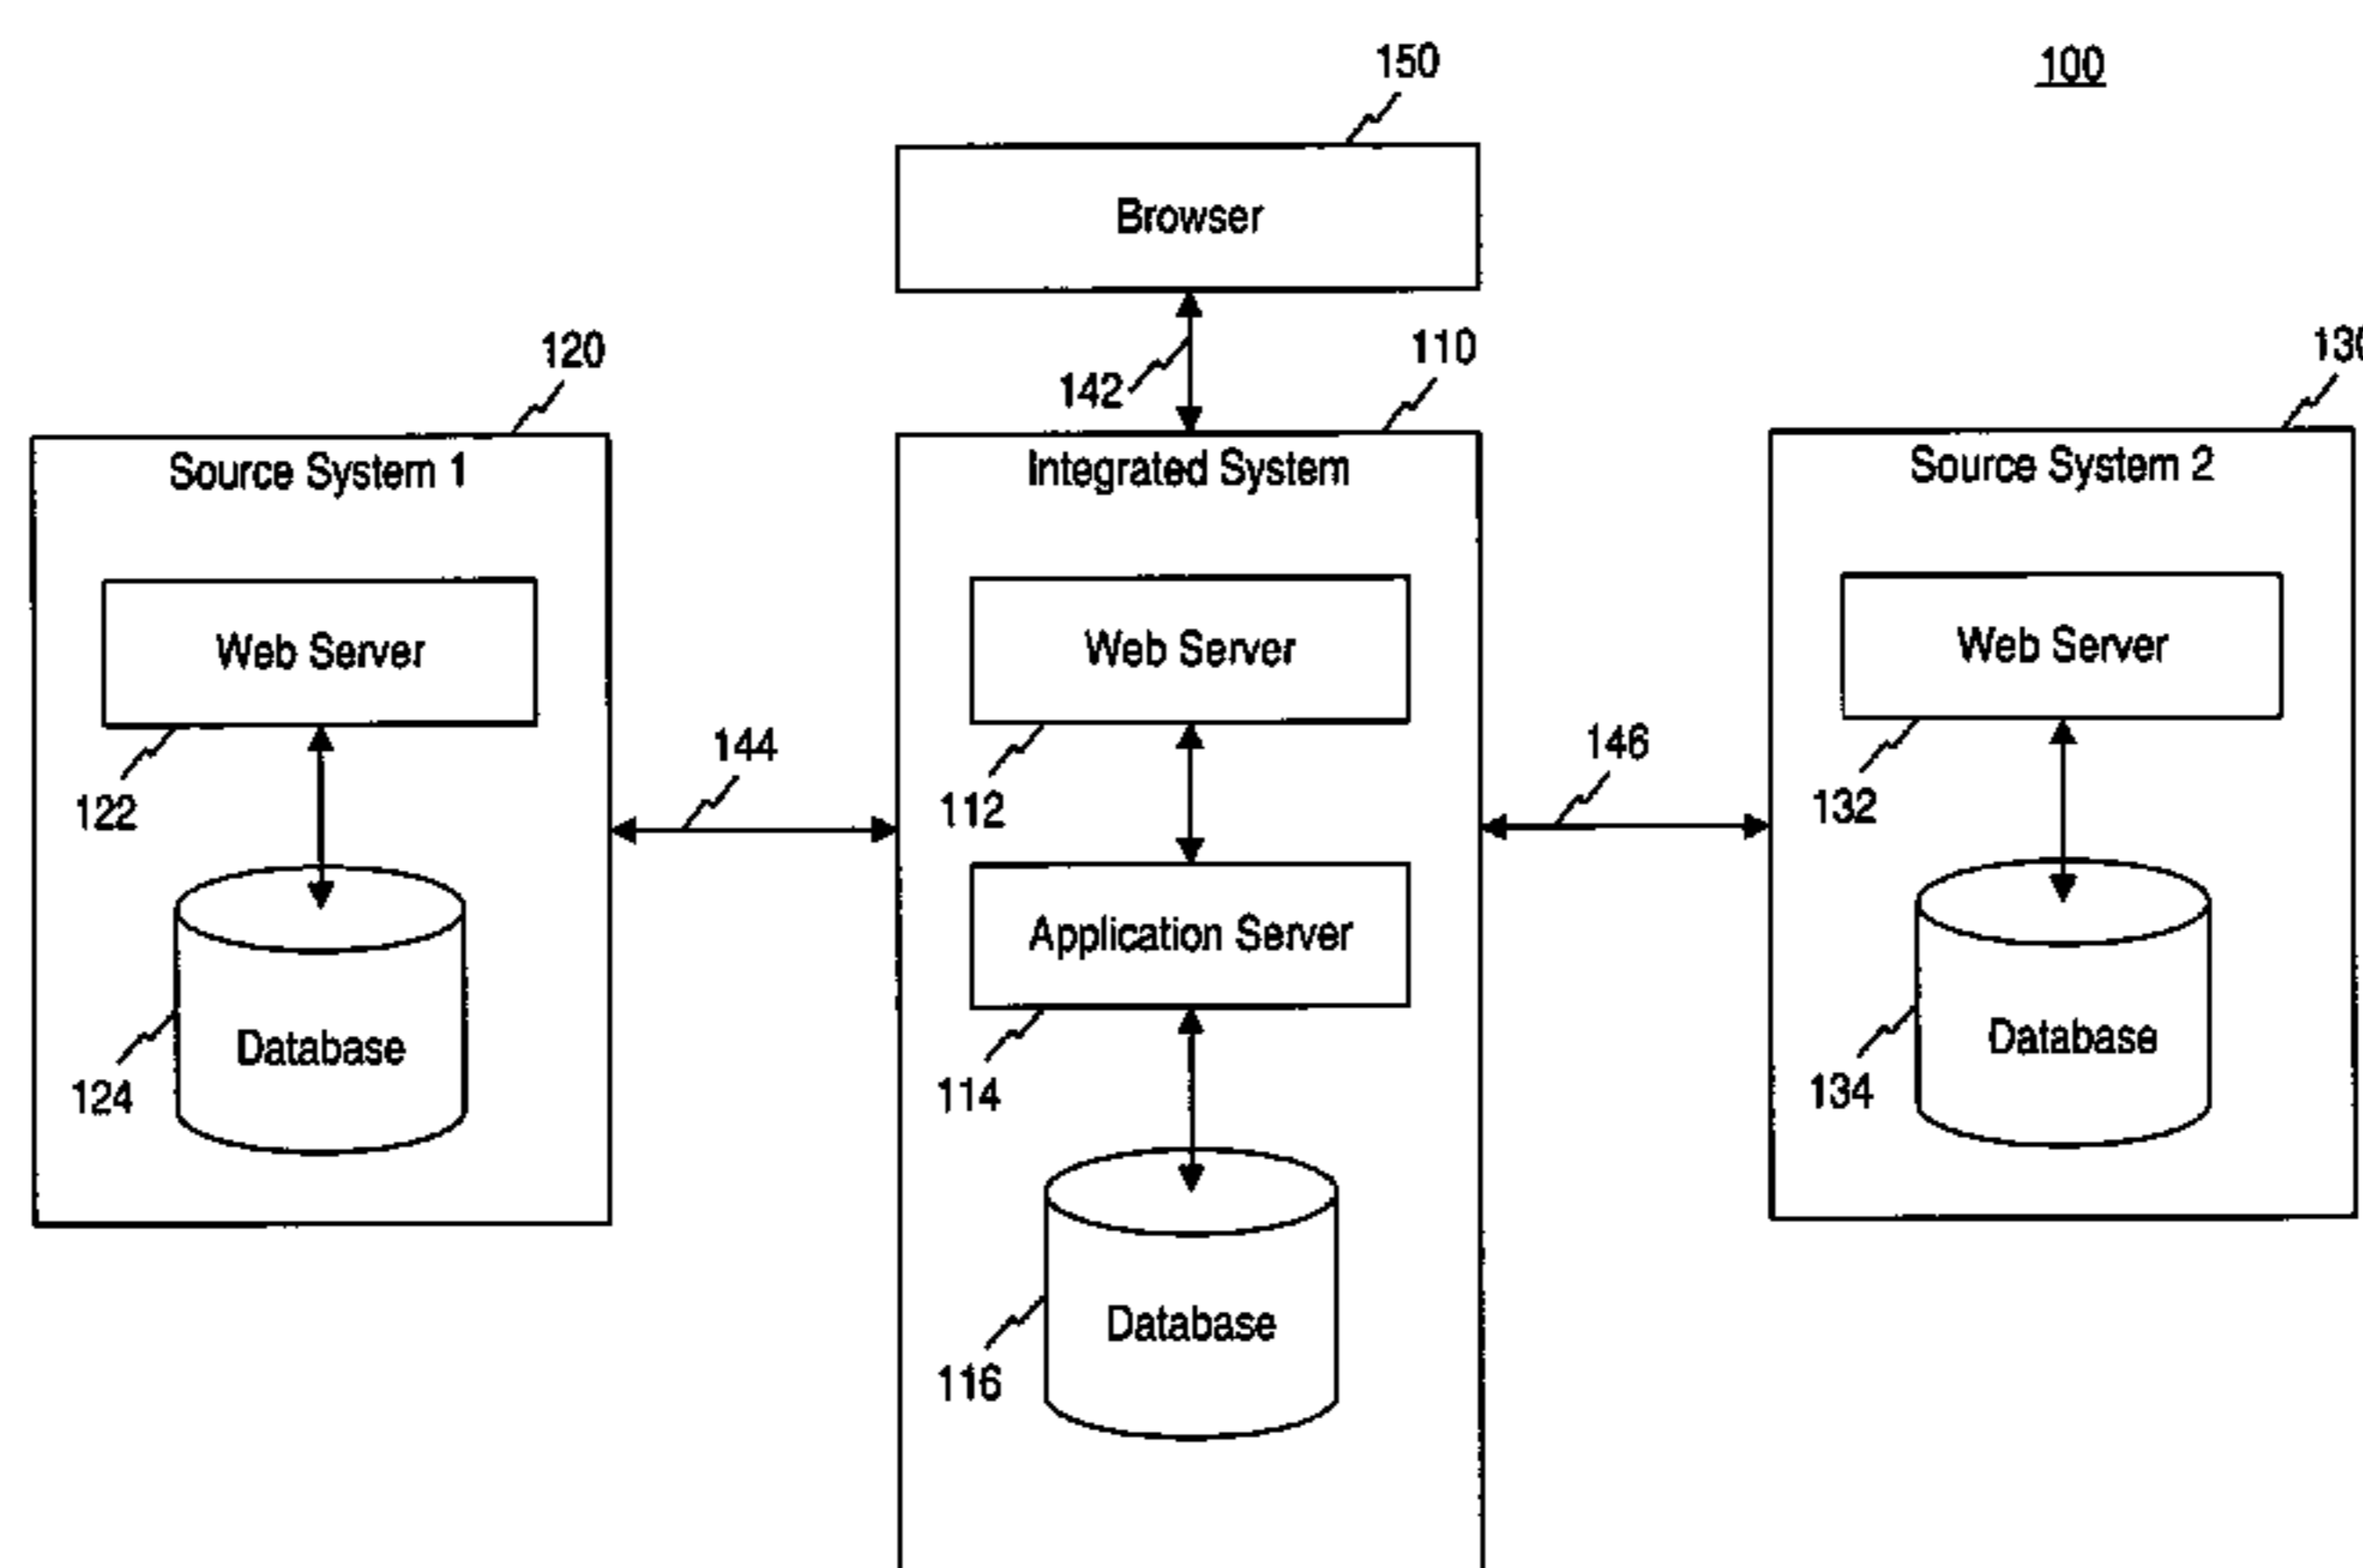 150
100
Browser
120
142
110
130
Source System 1
Integrated System
Source System 2
Web Server
Web Server
Web Server
144
146
122
112
132
Application Server
Database
Database
124
114
134
Database
116